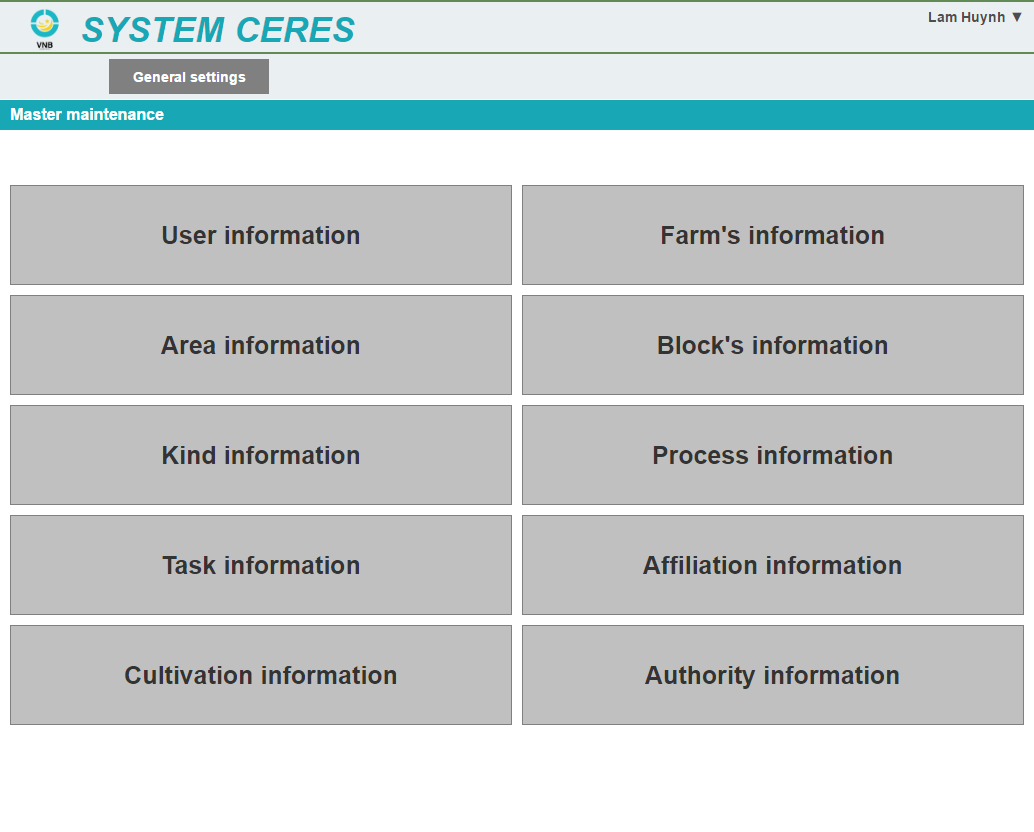 VNB
SYSTEM CERES
Lam Huynh ▼
General settings
Master maintenance
User information
Farm's information
Area information
Block's information
Kind information
Process information
Task information
Affiliation information
Cultivation information
Authority information